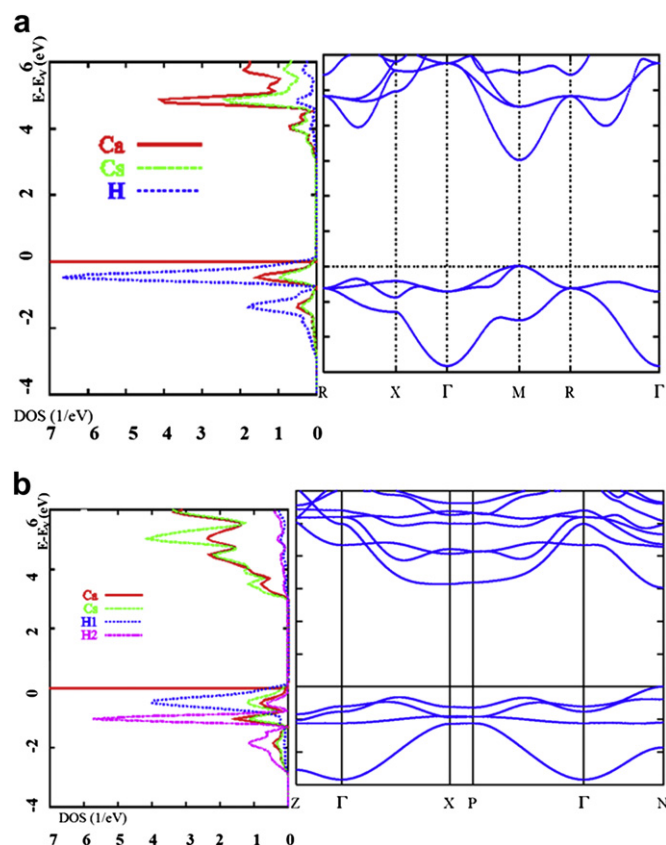 a
E-Eᵥ (eV)
6
4
2
0
-2
-4
Ca
Cs
H
R X Γ M R Γ
DOS (1/eV)
7 6 5 4 3 2 1 0
b
E-Eᵥ (eV)
6
4
2
0
-2
-4
Ca
Cs
H1
H2
Z Γ X P Γ N
DOS (1/eV)
7 6 5 4 3 2 1 0